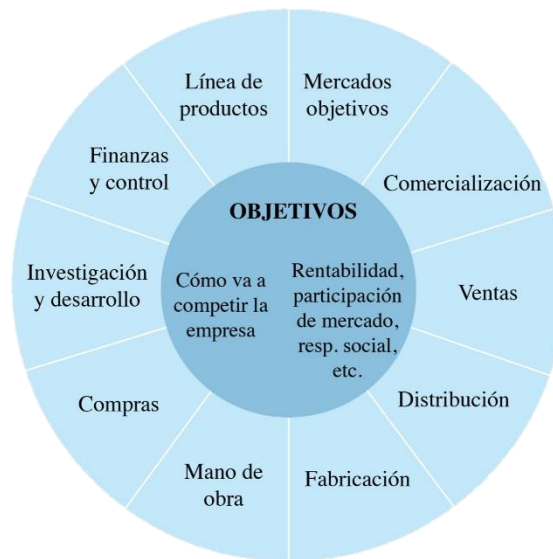 Línea de
productos
Mercados
objetivos
Comercialización
Ventas
Distribución
Fabricación
Mano de
obra
Compras
Investigación
y desarrollo
Finanzas
y control
OBJETIVOS
Cómo va a
competir la
empresa
Rentabilidad,
participación
de mercado,
resp. social,
etc.